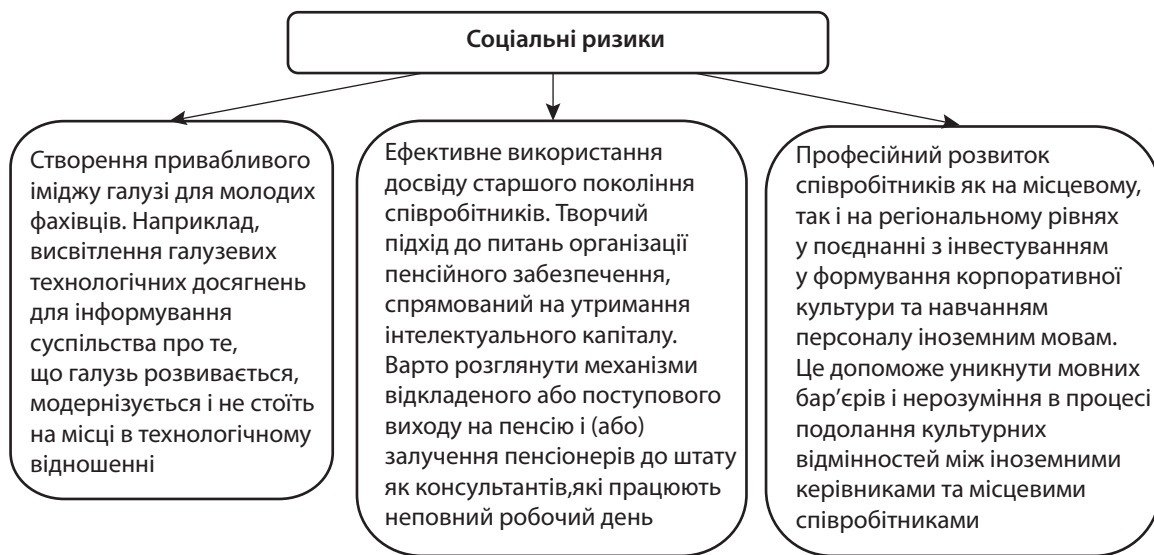 Соціальні ризики
Створення привабливого
іміджу галузі для молодих
фахівців. Наприклад,
висвітлення галузевих
технологічних досягнень
для інформування
суспільства про те,
що галузь розвивається,
модернізується і не стоїть
на місці в технологічному
відношенні
Ефективне використання
досвіду старшого покоління
співробітників. Творчий
підхід до питань організації
пенсійного забезпечення,
спрямований на утримання
інтелектуального капіталу.
Варто розглянути механізми
відкладеного або поступового
виходу на пенсію і (або)
залучення пенсіонерів до штату
як консультантів,які працюють
неповний робочий день
Професійний розвиток
співробітників як на місцевому,
так і на регіональному рівнях
у поєднанні з інвестуванням
у формування корпоративної
культури та навчанням
персоналу іноземним мовам.
Це допоможе уникнути мовних
бар’єрів і нерозуміння в процесі
подолання культурних
відмінностей між іноземними
керівниками та місцевими
співробітниками